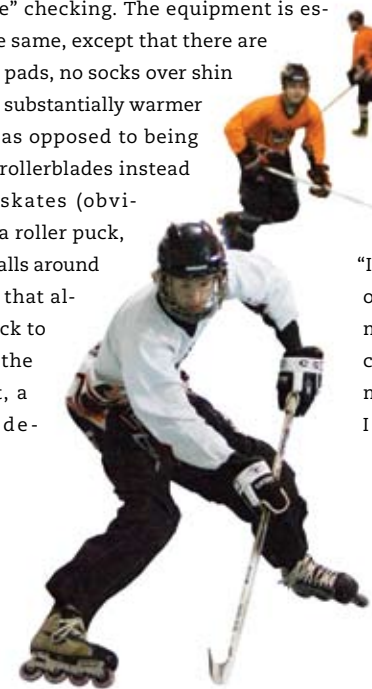 e” checking. The equipment is es-
e same, except that there are
pads, no socks over shin
substantially warmer
as opposed to being
rollerblades instead
skates (obvi-
a roller puck,
alls around
that al-
ck to
the
, a
de-
“I
o
n
c
n
I